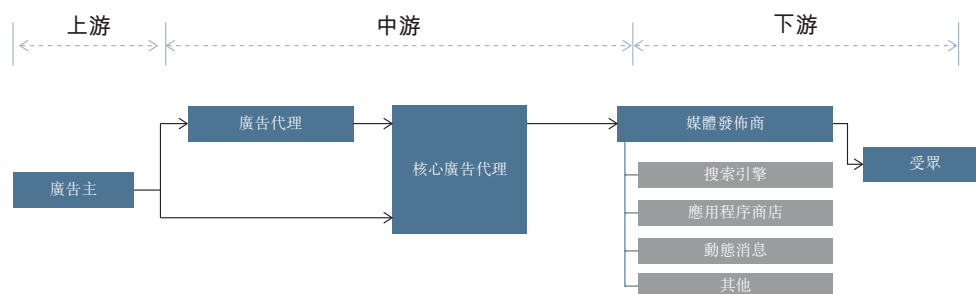 上游
中游
下游
廣告代理
媒體發佈商
核心廣告代理
受眾
搜索引擎
廣告主
應用程序商店
動態消息
其他